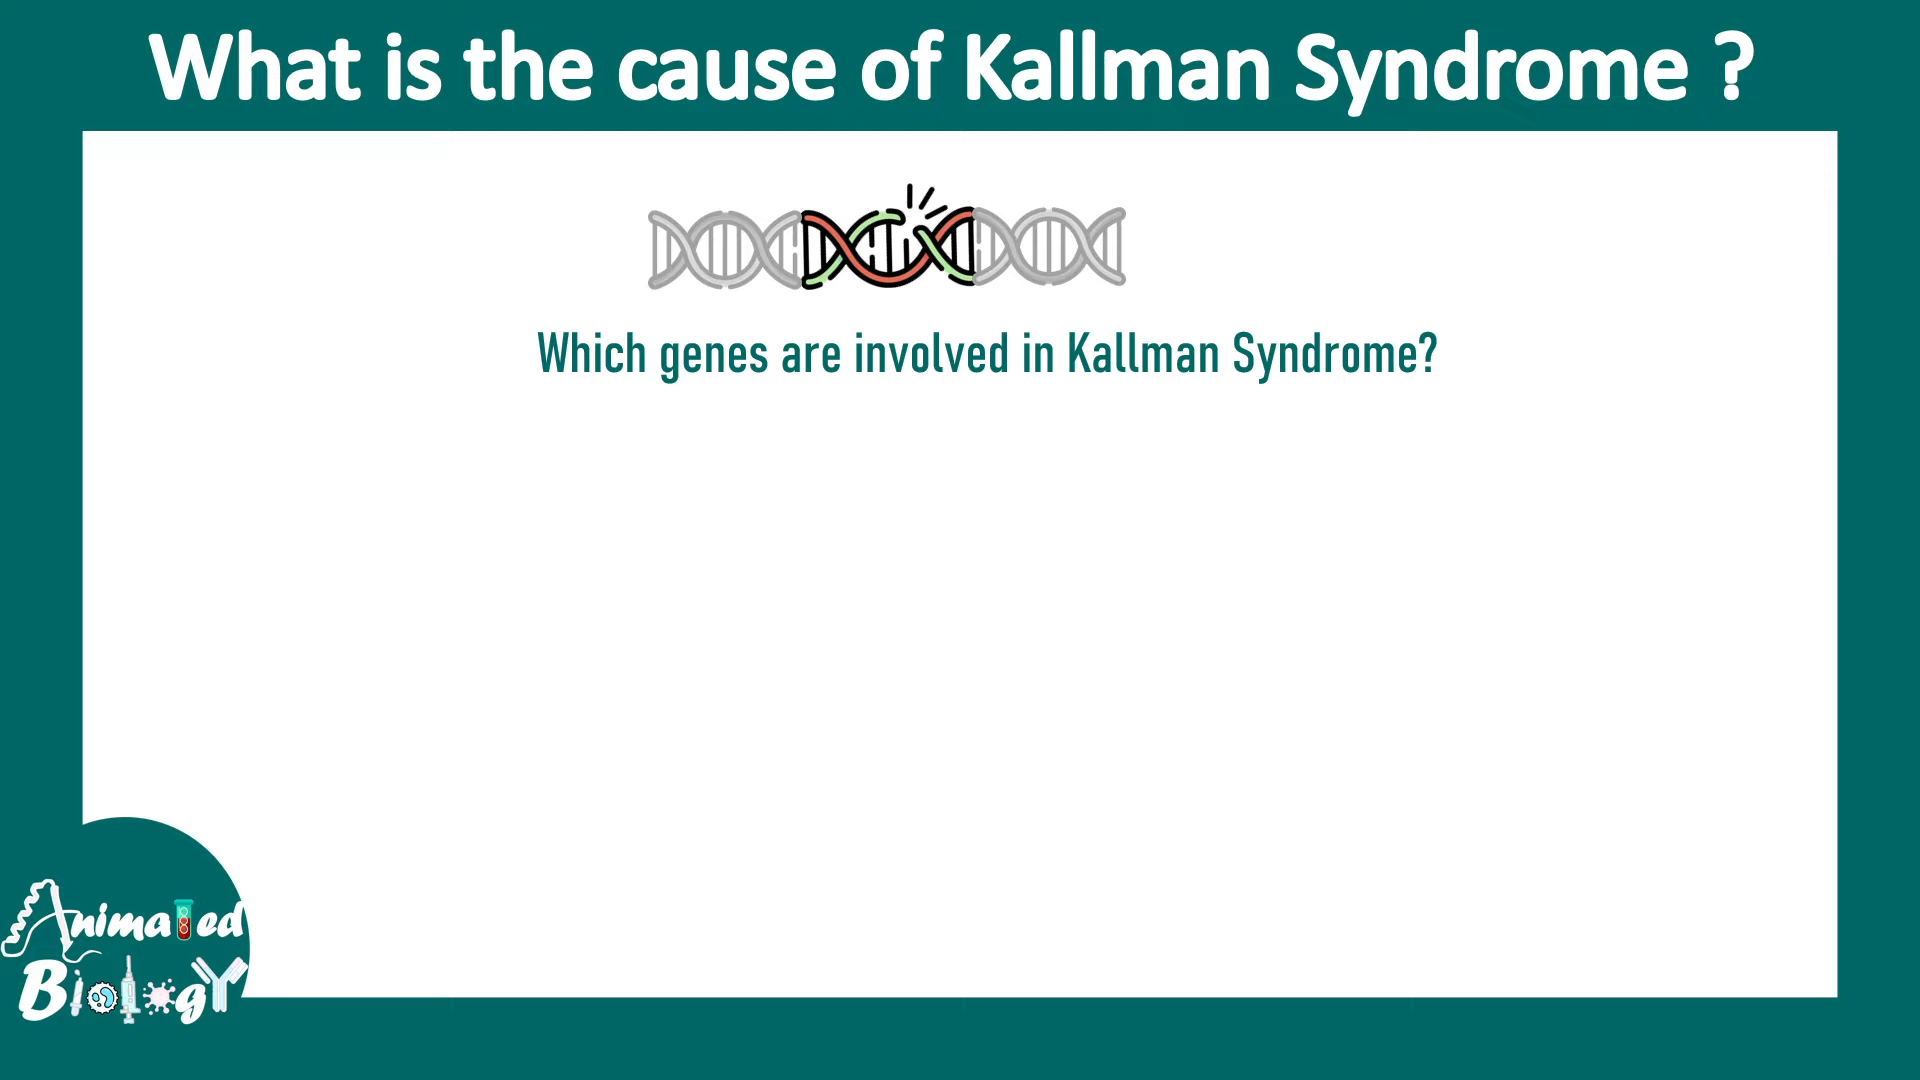 What is the cause of Kallman Syndrome ?
Which genes are involved in Kallman Syndrome?
Animated
Biology